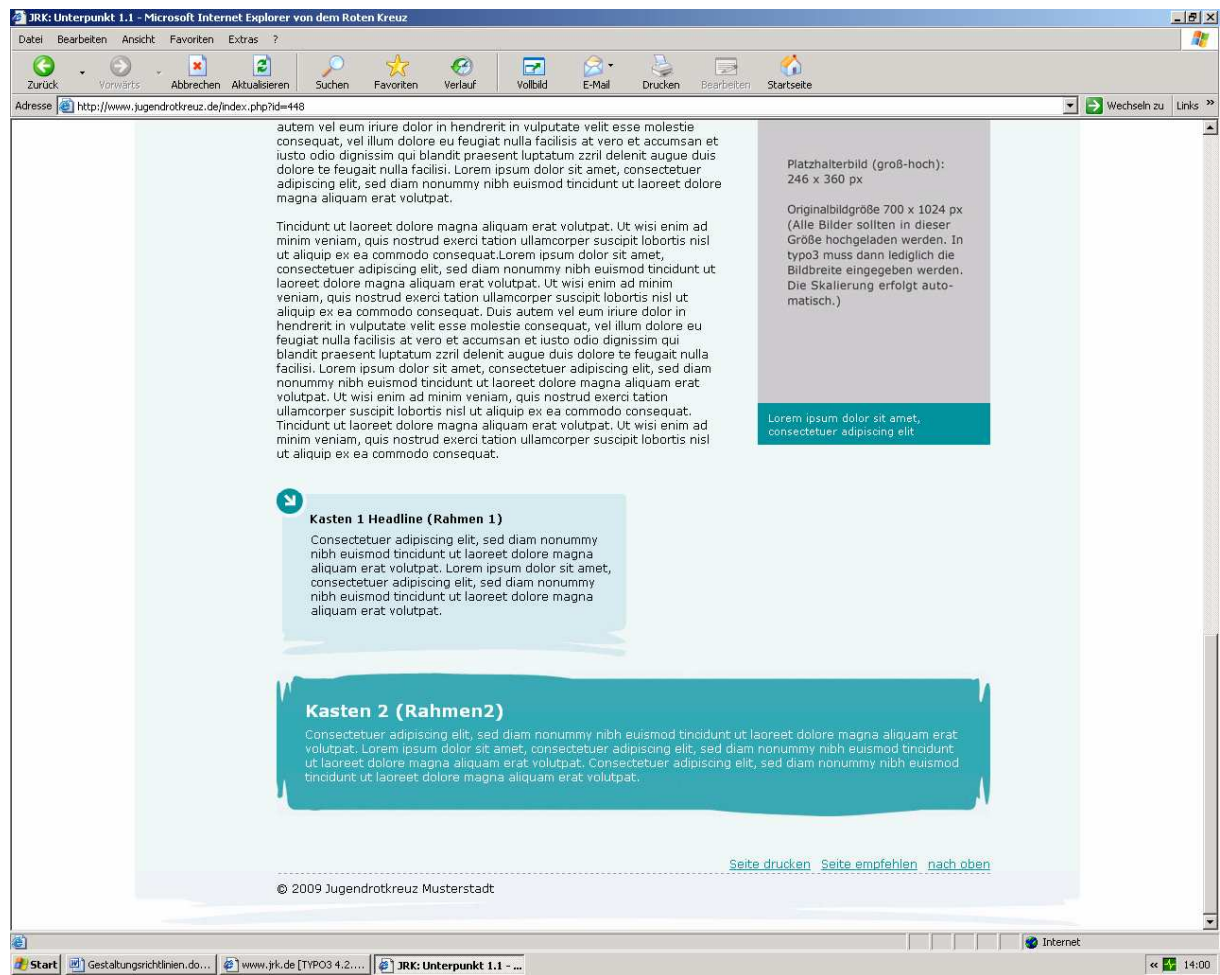 JRK: Unterpunkt 1.1 - Microsoft Internet Explorer von dem Roten Kreuz
Datei Bearbeiten Ansicht Favoriten Extras ?
Zurück Vorwärts Abbrechen Aktualisieren Suchen Favoriten Verlauf Vollbild E-Mail Drucken Bearbeiten Startseite
Adresse http://www.jugendrotkreuz.de/index.php?id=448 Wechseln zu Links »
autem vel eum iriure dolor in hendrerit in vulputate velit esse molestie
consequat, vel illum dolore eu feugiat nulla facilisis at vero et accumsan et
iusto odio dignissim qui blandit praesent luptatum zzril delenit augue duis
dolore te feugait nulla facilisi. Lorem ipsum dolor sit amet, consectetuer
adipiscing elit, sed diam nonummy nibh euismod tincidunt ut laoreet dolore
magna aliquam erat volutpat.
Tincidunt ut laoreet dolore magna aliquam erat volutpat. Ut wisi enim ad
minim veniam, quis nostrud exerci tation ullamcorper suscipit lobortis nisl
ut aliquip ex ea commodo consequat.Lorem ipsum dolor sit amet,
consectetuer adipiscing elit, sed diam nonummy nibh euismod tincidunt ut
laoreet dolore magna aliquam erat volutpat. Ut wisi enim ad minim
veniam, quis nostrud exerci tation ullamcorper suscipit lobortis nisl ut
aliquip ex ea commodo consequat. Duis autem vel eum iriure dolor in
hendrerit in vulputate velit esse molestie consequat, vel illum dolore eu
feugiat nulla facilisis at vero et accumsan et iusto odio dignissim qui
blandit praesent luptatum zzril delenit augue duis dolore te feugait nulla
facilisi. Lorem ipsum dolor sit amet, consectetuer adipiscing elit, sed diam
nonummy nibh euismod tincidunt ut laoreet dolore magna aliquam erat
volutpat. Ut wisi enim ad minim veniam, quis nostrud exerci tation
ullamcorper suscipit lobortis nisl ut aliquip ex ea commodo consequat.
Tincidunt ut laoreet dolore magna aliquam erat volutpat. Ut wisi enim ad
minim veniam, quis nostrud exerci tation ullamcorper suscipit lobortis nisl
ut aliquip ex ea commodo consequat.
Platzhalterbild (groß-hoch):
246 x 360 px
Originalbildgröße 700 x 1024 px
(Alle Bilder sollten in dieser
Größe hochgeladen werden. In
typo3 muss dann lediglich die
Bildbreite eingegeben werden.
Die Skalierung erfolgt auto-
matisch.)
Lorem ipsum dolor sit amet,
consectetuer adipiscing elit
Kasten 1 Headline (Rahmen 1)
Consectetuer adipiscing elit, sed diam nonummy
nibh euismod tincidunt ut laoreet dolore magna
aliquam erat volutpat. Lorem ipsum dolor sit amet,
consectetuer adipiscing elit, sed diam nonummy
nibh euismod tincidunt ut laoreet dolore magna
aliquam erat volutpat.
Kasten 2 (Rahmen2)
Consectetuer adipiscing elit, sed diam nonummy nibh euismod tincidunt ut laoreet dolore magna aliquam erat
volutpat. Lorem ipsum dolor sit amet, consectetuer adipiscing elit, sed diam nonummy nibh euismod tincidunt
ut laoreet dolore magna aliquam erat volutpat. Consectetuer adipiscing elit, sed diam nonummy nibh euismod
tincidunt ut laoreet dolore magna aliquam erat volutpat.
Seite drucken Seite empfehlen nach oben
© 2009 Jugendrotkreuz Musterstadt
Internet
Start Gestaltungsrichtlinien.do... www.jrk.de [TYPO3 4.2.... JRK: Unterpunkt 1.1 - ... « 14:00